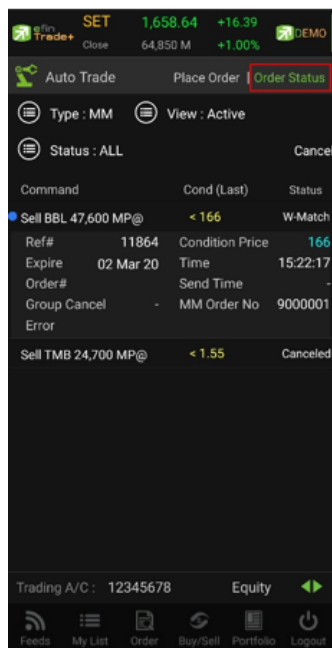 efin Trade+ SET 1,658.64 +16.39 DEMO
Close 64,850 M +1.00%
Auto Trade Place Order | Order Status
Type : MM View : Active
Status : ALL Cancel
Command Cond (Last) Status
Sell BBL 47,600 MP@ < 166 W-Match
Ref# 11864 Condition Price 166
Expire 02 Mar 20 Time 15:22:17
Order# Send Time -
Group Cancel - MM Order No 9000001
Error
Sell TMB 24,700 MP@ < 1.55 Canceled
Trading A/C : 12345678 Equity
Feeds My List Order Buy/Sell Portfolio Logout